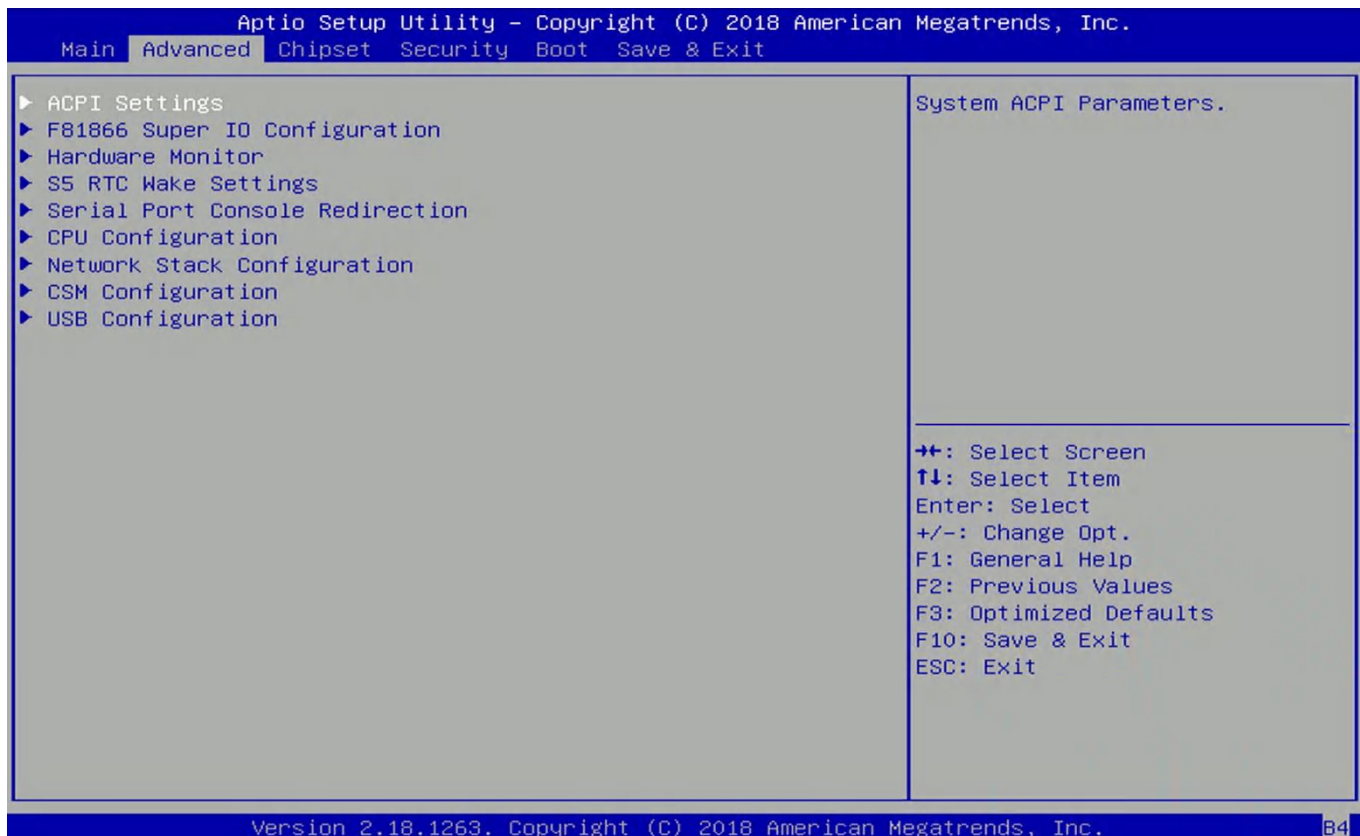 Aptio Setup Utility – Copyright (C) 2018 American Megatrends, Inc.
Main Advanced Chipset Security Boot Save & Exit
▶ ACPI Settings
▶ F81866 Super IO Configuration
▶ Hardware Monitor
▶ S5 RTC Wake Settings
▶ Serial Port Console Redirection
▶ CPU Configuration
▶ Network Stack Configuration
▶ CSM Configuration
▶ USB Configuration
System ACPI Parameters.
→←: Select Screen
↑↓: Select Item
Enter: Select
+/-: Change Opt.
F1: General Help
F2: Previous Values
F3: Optimized Defaults
F10: Save & Exit
ESC: Exit
Version 2.18.1263. Copyright (C) 2018 American Megatrends, Inc.
B4